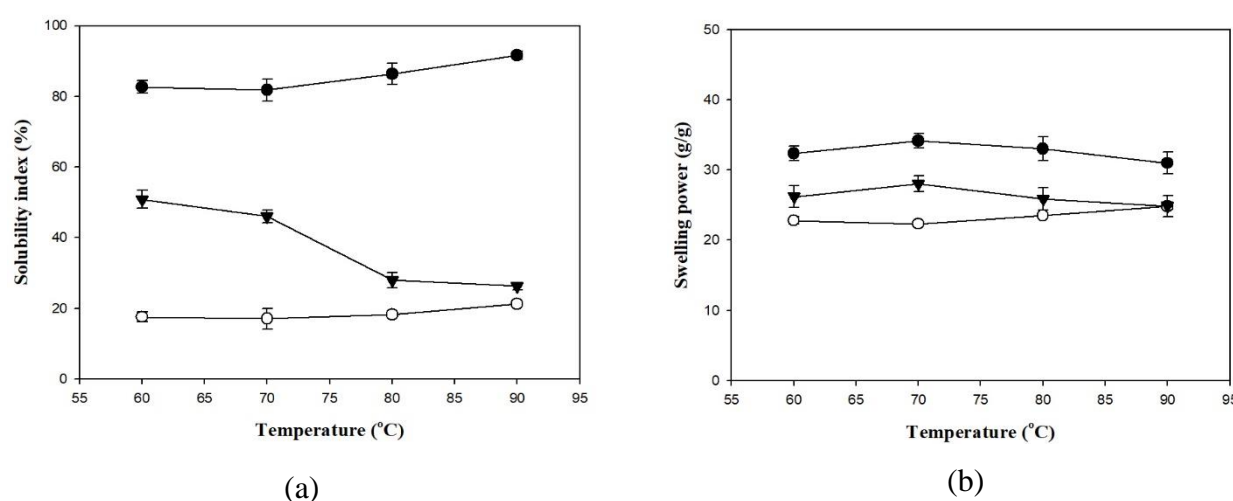 100
80
60
40
20
0
Solubility index (%)
55 60 65 70 75 80 85 90 95
Temperature (°C)
(a)
50
40
30
20
10
0
Swelling power (g/g)
55 60 65 70 75 80 85 90 95
Temperature (°C)
(b)